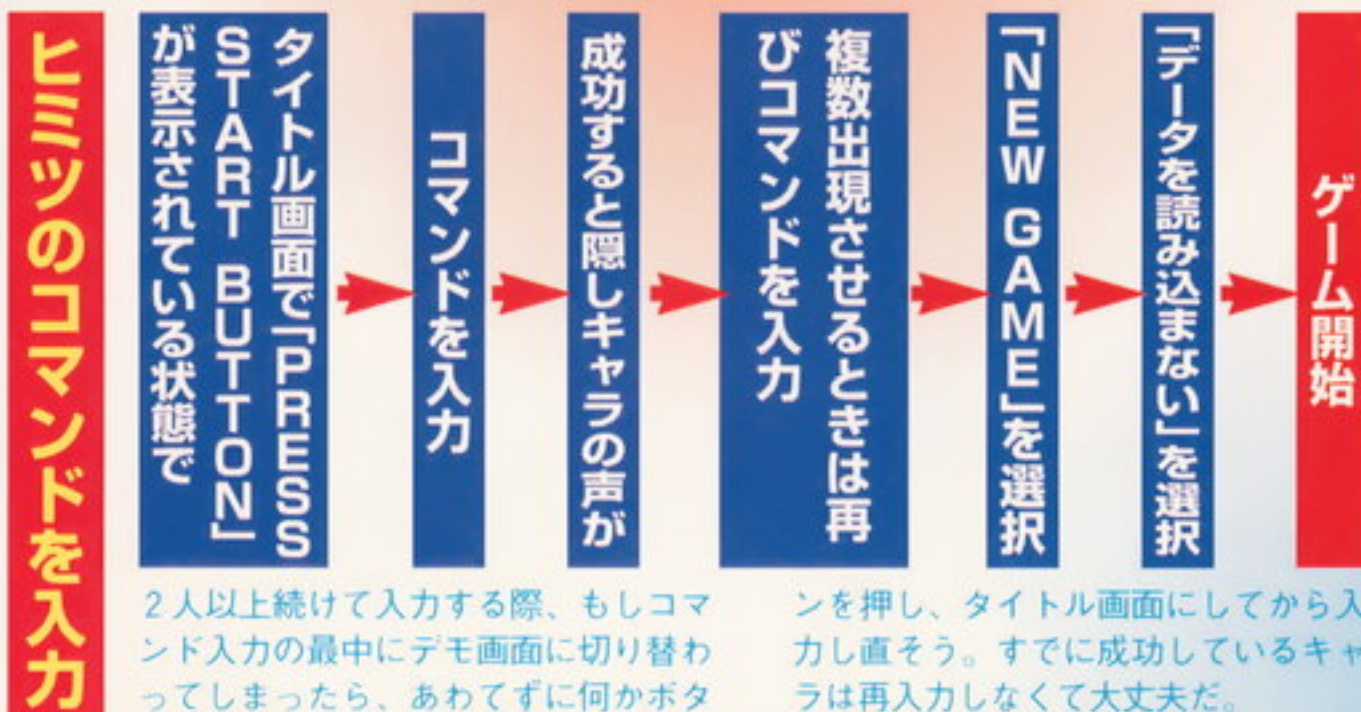 ヒミツのコマンドを入力
タイトル画面で「PRESS
START BUTTON」
が表示されている状態で
コマンドを入力
成功すると隠しキャラの声が
複数出現させるときは再
びコマンドを入力
「NEW GAME」を選択
「データを読み込まない」を選択
ゲーム開始
2人以上続けて入力する際、もしコマ
ンド入力の最中にデモ画面に切り替わ
ってしまったら、あわてずに何かボタ
ンを押し、タイトル画面にしてから入
力し直そう。すでに成功しているキャ
ラは再入力しなくて大丈夫だ。